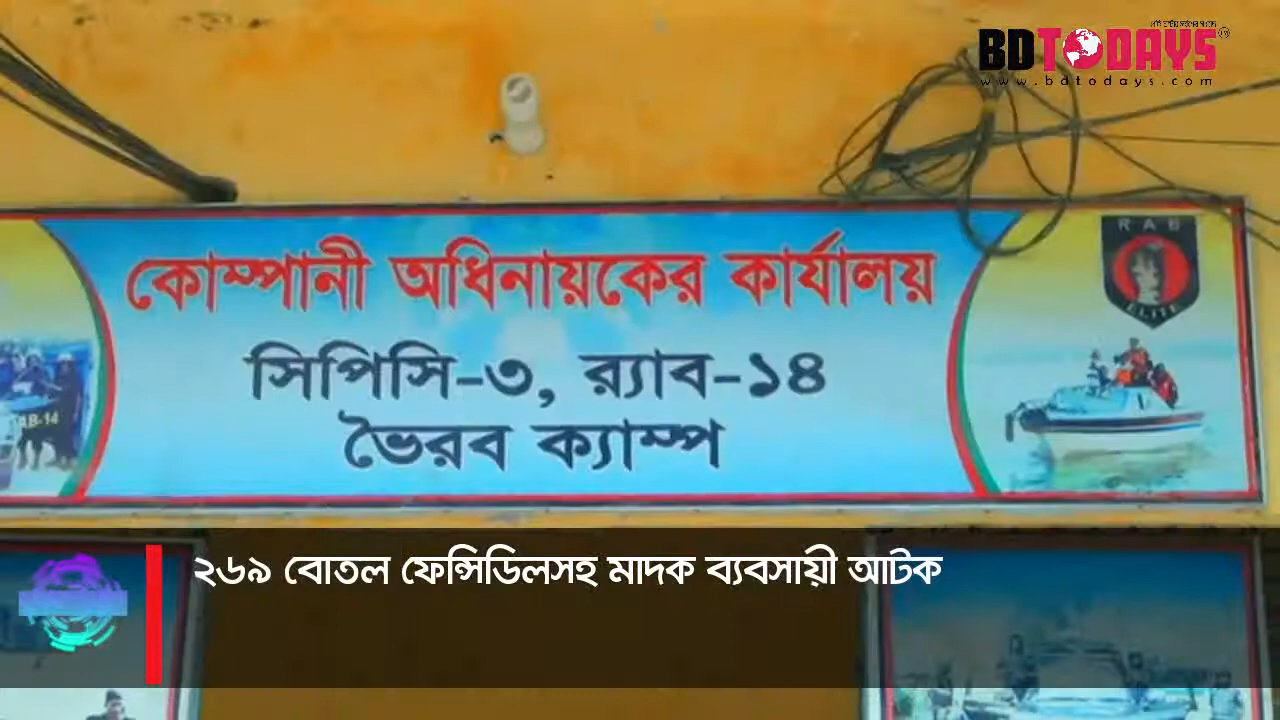 BDTODAYS
www.bdtodays.com
কোম্পানী অধিনায়কের কার্যালয়
সিপিসি-৩, র‍্যাব-১৪
ভৈরব ক্যাম্প
RAB
ELITE
AB-14
২৬৯ বোতল ফেন্সিডিলসহ মাদক ব্যবসায়ী আটক